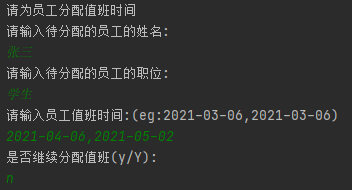 请为员工分配值班时间
请输入待分配的员工的姓名:
张三
请输入待分配的员工的职位:
学生
请输入员工值班时间:(eg:2021-03-06,2021-03-06)
2021-04-06,2021-05-02
是否继续分配值班(y/Y):
n